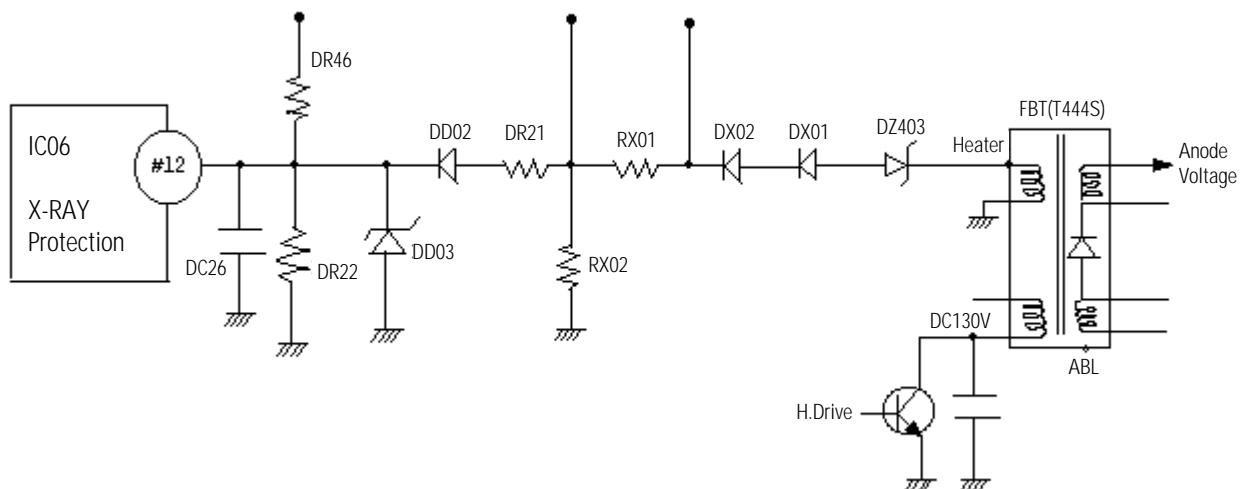 DR46
FBT(T444S)
IC06
#12
X-RAY
Protection
DD02
DR21
RX01
DX02
DX01
DZ403
Heater
Anode
Voltage
DC26
DR22
DD03
RX02
DC130V
ABL
H.Drive